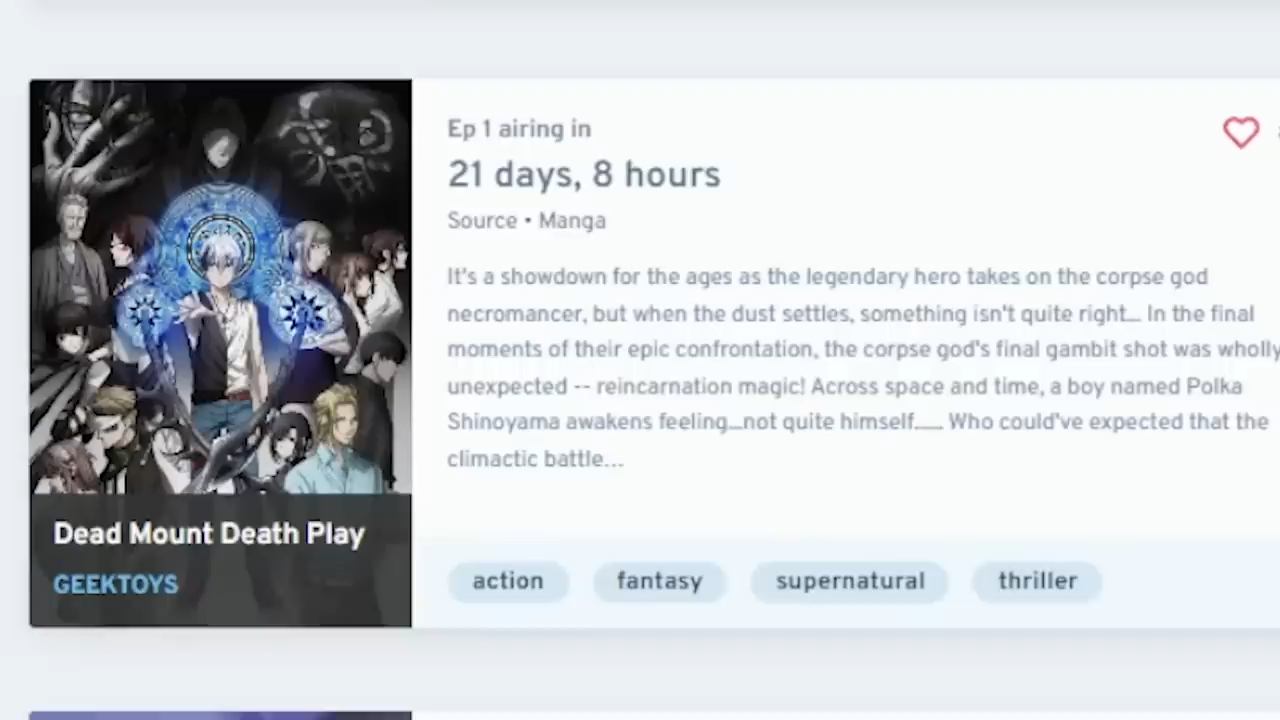 Ep 1 airing in
21 days, 8 hours
Source • Manga
It's a showdown for the ages as the legendary hero takes on the corpse god
necromancer, but when the dust settles, something isn't quite right... In the final
moments of their epic confrontation, the corpse god's final gambit shot was wholly
unexpected -- reincarnation magic! Across space and time, a boy named Polka
Shinoyama awakens feeling...not quite himself...... Who could've expected that the
climactic battle...
Dead Mount Death Play
GEEKTOYS
action fantasy supernatural thriller